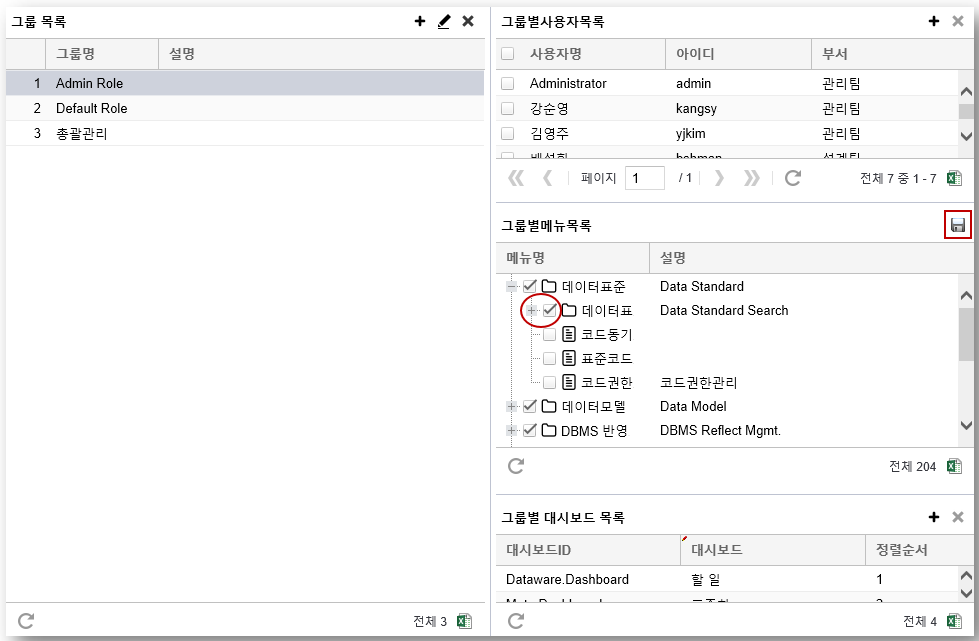 그룹 목록
그룹명 설명
1 Admin Role
2 Default Role
3 총괄관리
전체 3
그룹별사용자목록
사용자명 아이디 부서
Administrator admin 관리팀
강순영 kangsy 관리팀
김영주 yjkim 관리팀
페이지 1 / 1 전체 7 중 1 - 7
그룹별메뉴목록
메뉴명 설명
데이터표준 Data Standard
데이터표 Data Standard Search
코드동기
표준코드
코드권한 코드권한관리
데이터모델 Data Model
DBMS 반영 DBMS Reflect Mgmt.
전체 204
그룹별 대시보드 목록
대시보드ID 대시보드 정렬순서
Dataware.Dashboard 할 일 1
전체 4